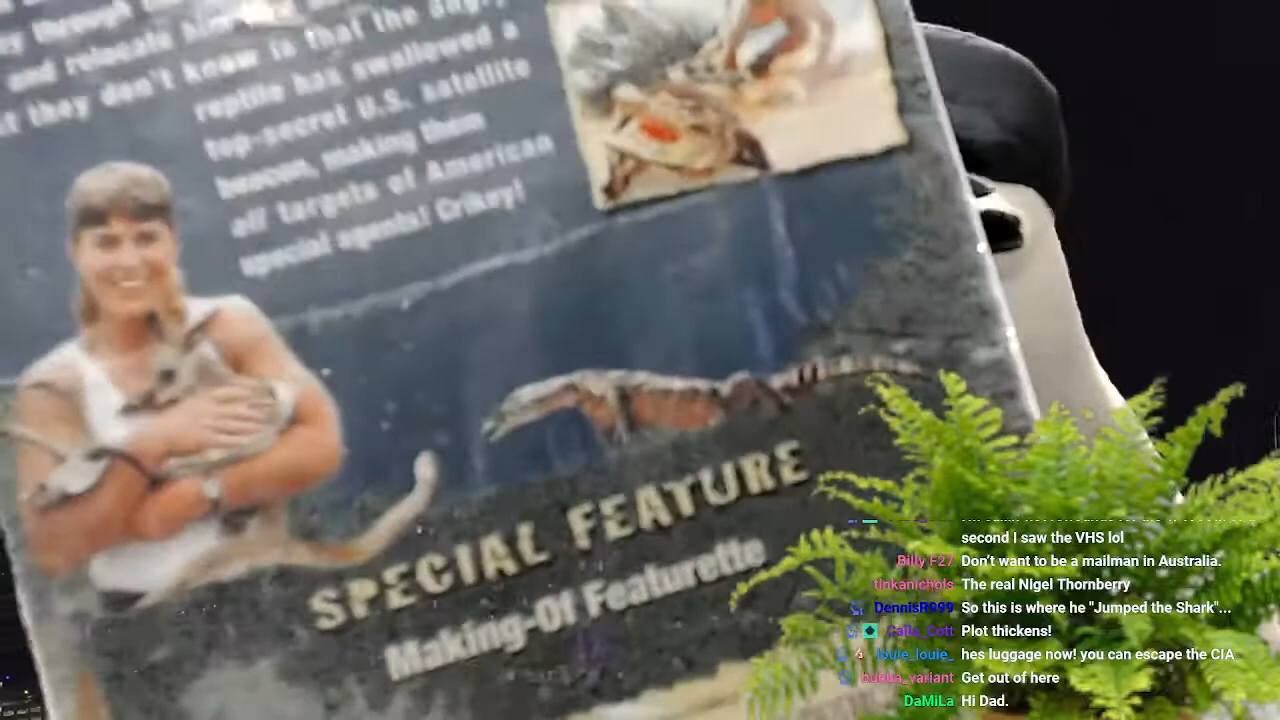 and relocate
they don't know is that the
reptile has swallowed a
top-secret U.S. satellite
beacon, making them
all targets of American
special agents! Crikey!
SPECIAL FEATURE
Making-Of Featurette
second I saw the VHS lol
Billy F27 Don't want to be a mailman in Australia.
tinkanichols The real Nigel Thornberry
DennisR999 So this is where he "Jumped the Shark"...
Calla_Cott Plot thickens!
louie_louie_ hes luggage now! you can escape the CIA
bubba_variant Get out of here
DaMiLa Hi Dad.